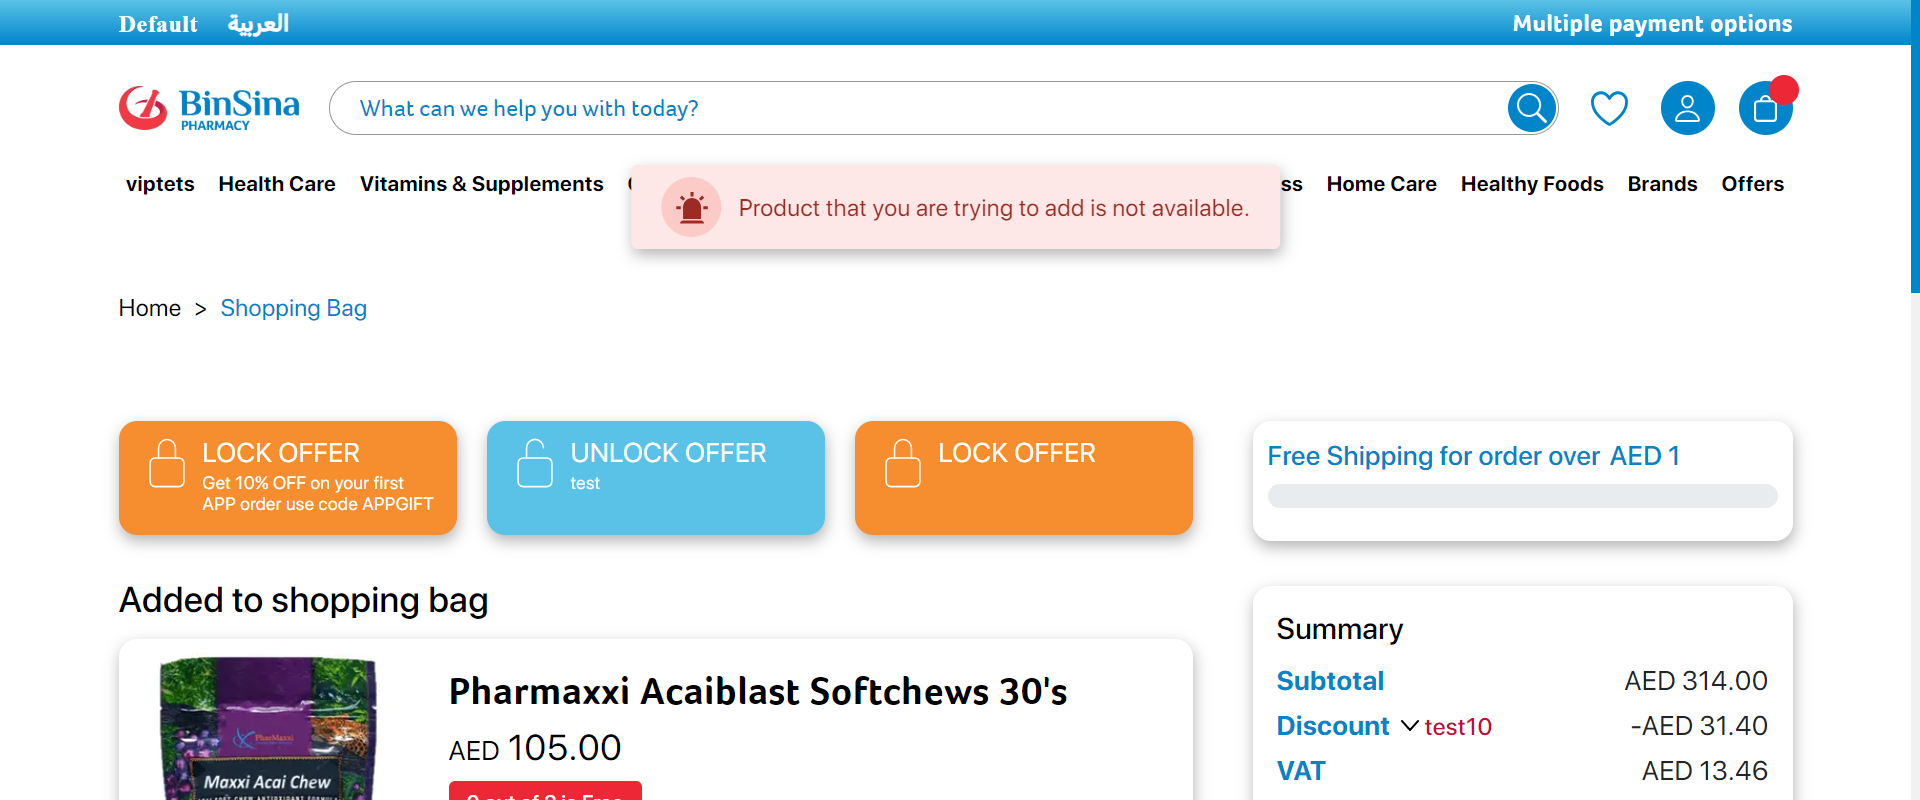 Default العربية
Multiple payment options
BinSina
PHARMACY
What can we help you with today?
viptets Health Care Vitamins & Supplements Home Care Healthy Foods Brands Offers
Product that you are trying to add is not available.
Home > Shopping Bag
LOCK OFFER
Get 10% OFF on your first
APP order use code APPGIFT
UNLOCK OFFER
test
LOCK OFFER
Free Shipping for order over AED 1
Added to shopping bag
Pharmaxxi Acaiblast Softchews 30's
AED 105.00
PharMaxxi
Maxxi Acai Chew
Summary
Subtotal AED 314.00
Discount test10 -AED 31.40
VAT AED 13.46